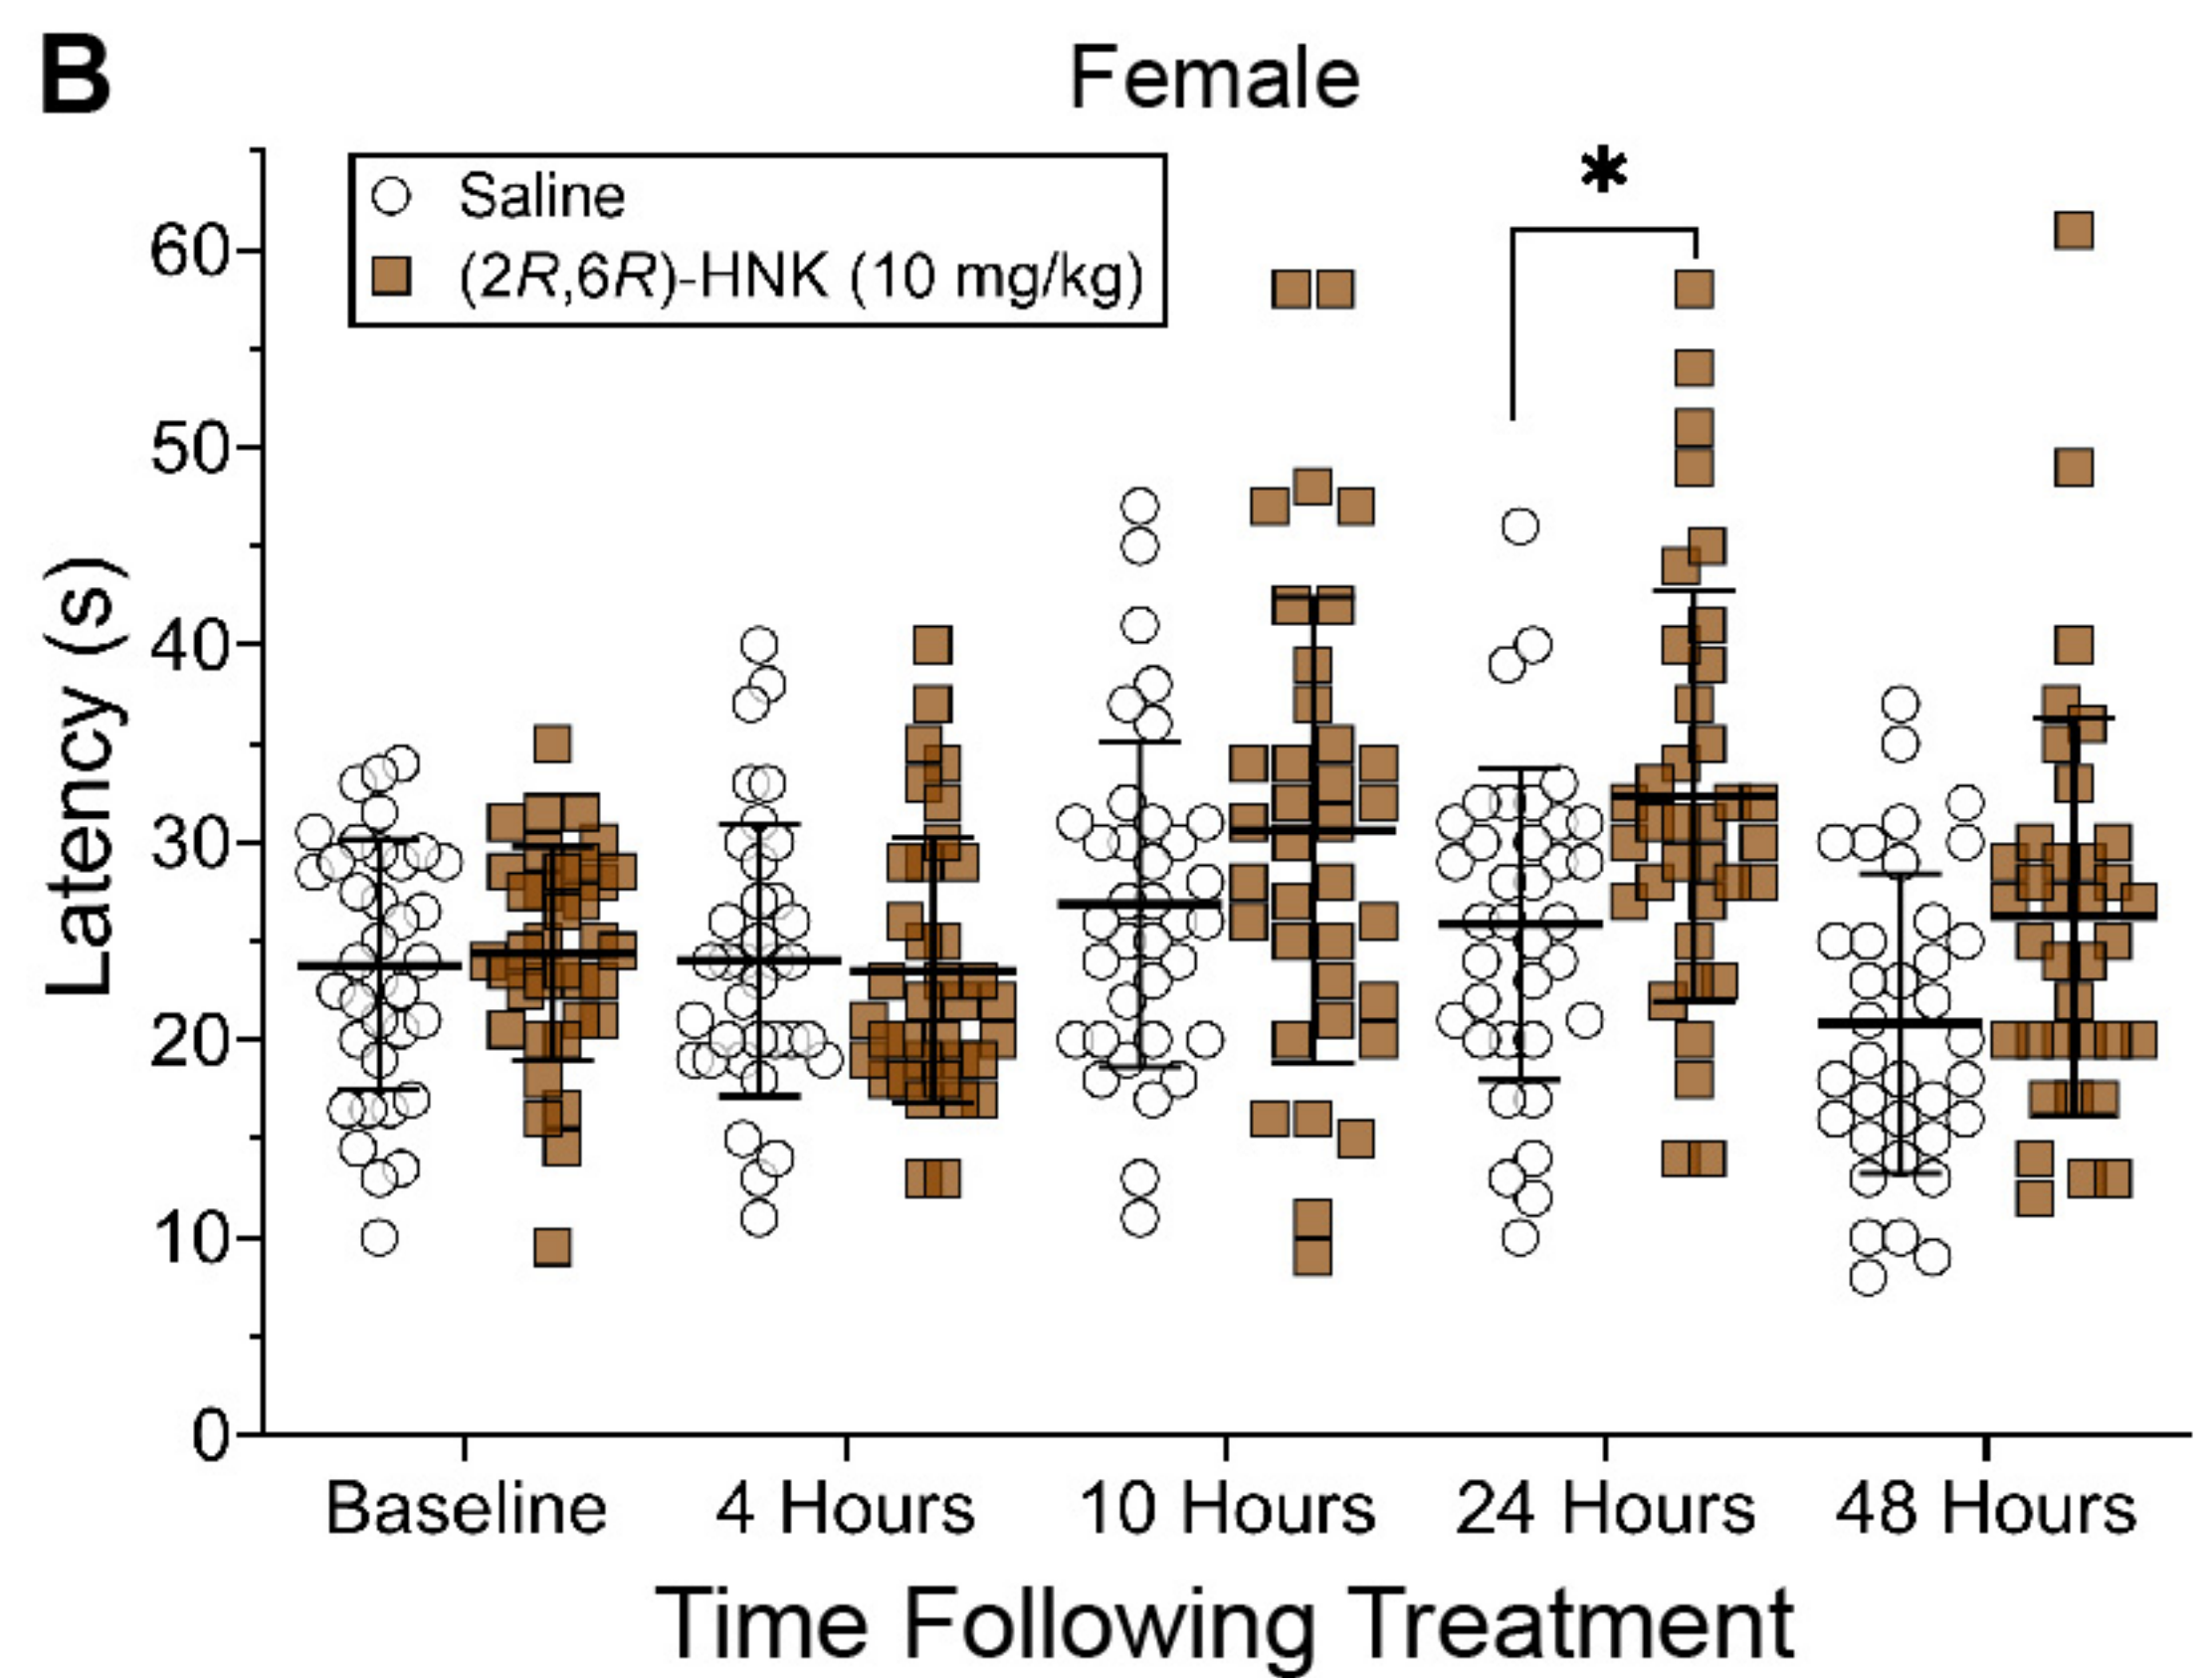 B
Female
Saline
(2R,6R)-HNK (10 mg/kg)
*
60
50
40
30
20
10
0
Latency (s)
Baseline 4 Hours 10 Hours 24 Hours 48 Hours
Time Following Treatment